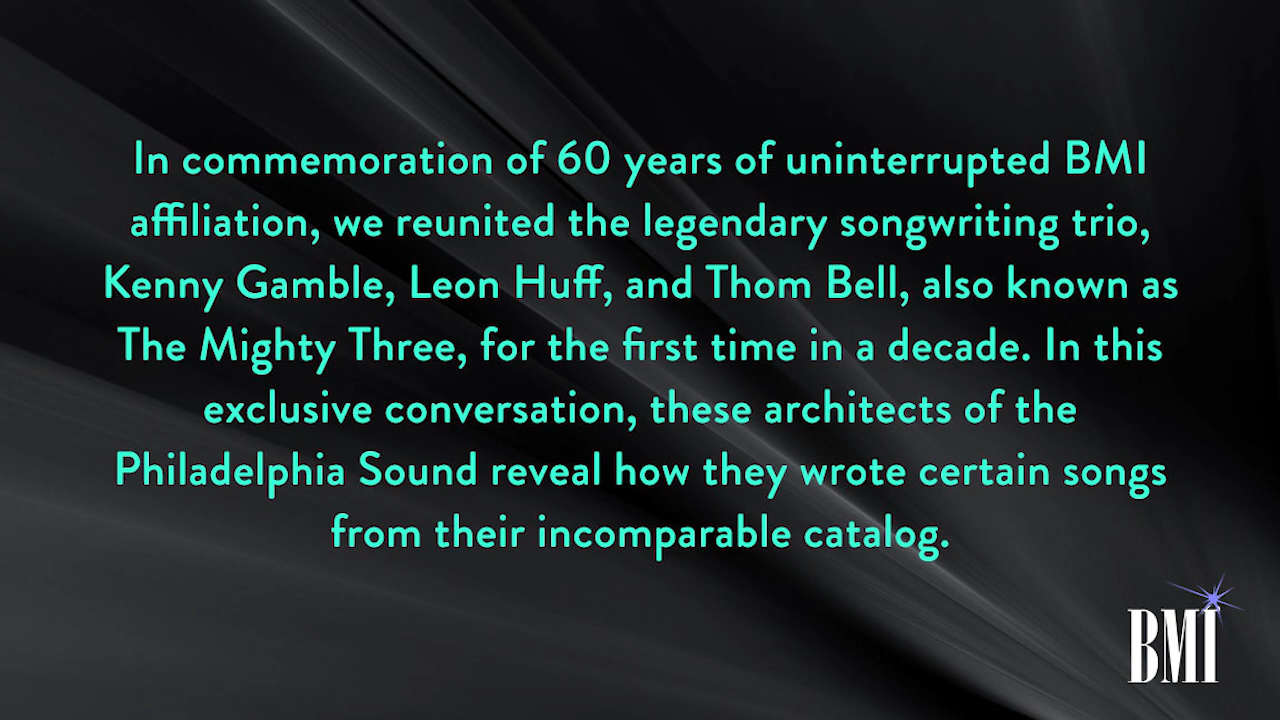 In commemoration of 60 years of uninterrupted BMI
affiliation, we reunited the legendary songwriting trio,
Kenny Gamble, Leon Huff, and Thom Bell, also known as
The Mighty Three, for the first time in a decade. In this
exclusive conversation, these architects of the
Philadelphia Sound reveal how they wrote certain songs
from their incomparable catalog.
BMI